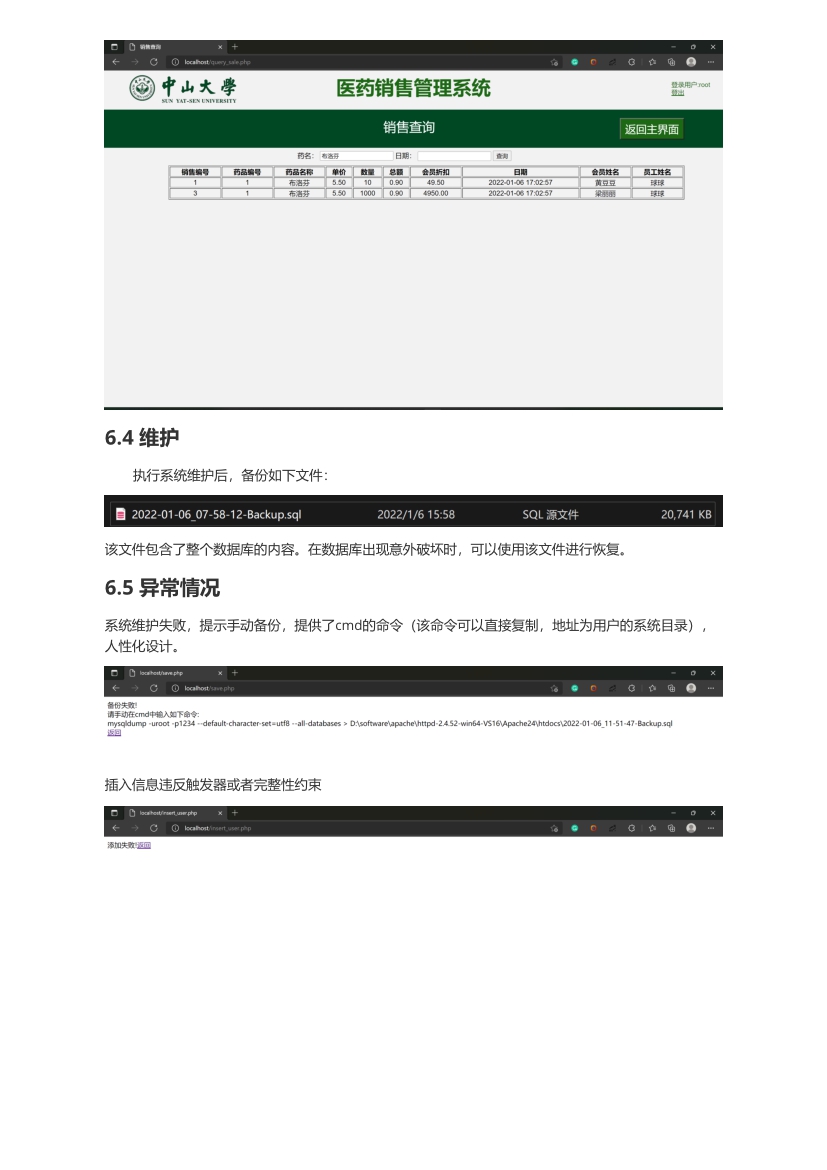 销售查询
localhost/query_sale.php
中山大學
SUN YAT-SEN UNIVERSITY
医药销售管理系统
登录用户:root
登出
销售查询
返回主界面
药名: 布洛芬 日期: 查询
销售编号 药品编号 药品名称 单价 数量 总额 会员折扣 日期 会员姓名 员工姓名
1 1 布洛芬 5.50 10 0.90 49.50 2022-01-06 17:02:57 黄豆豆 球球
3 1 布洛芬 5.50 1000 0.90 4950.00 2022-01-06 17:02:57 梁丽丽 球球
6.4 维护
执行系统维护后，备份如下文件：
2022-01-06_07-58-12-Backup.sql 2022/1/6 15:58 SQL 源文件 20,741 KB
该文件包含了整个数据库的内容。在数据库出现意外破坏时，可以使用该文件进行恢复。
6.5 异常情况
系统维护失败，提示手动备份，提供了cmd的命令（该命令可以直接复制，地址为用户的系统目录），
人性化设计。
localhost/save.php
localhost/save.php
备份失败!
请手动在cmd中输入如下命令:
mysqldump -uroot -p1234 --default-character-set=utf8 --all-databases > D:\software\apache\httpd-2.4.52-win64-VS16\Apache24\htdocs\2022-01-06_11-51-47-Backup.sql
返回
插入信息违反触发器或者完整性约束
localhost/insert_user.php
localhost/insert_user.php
添加失败!返回